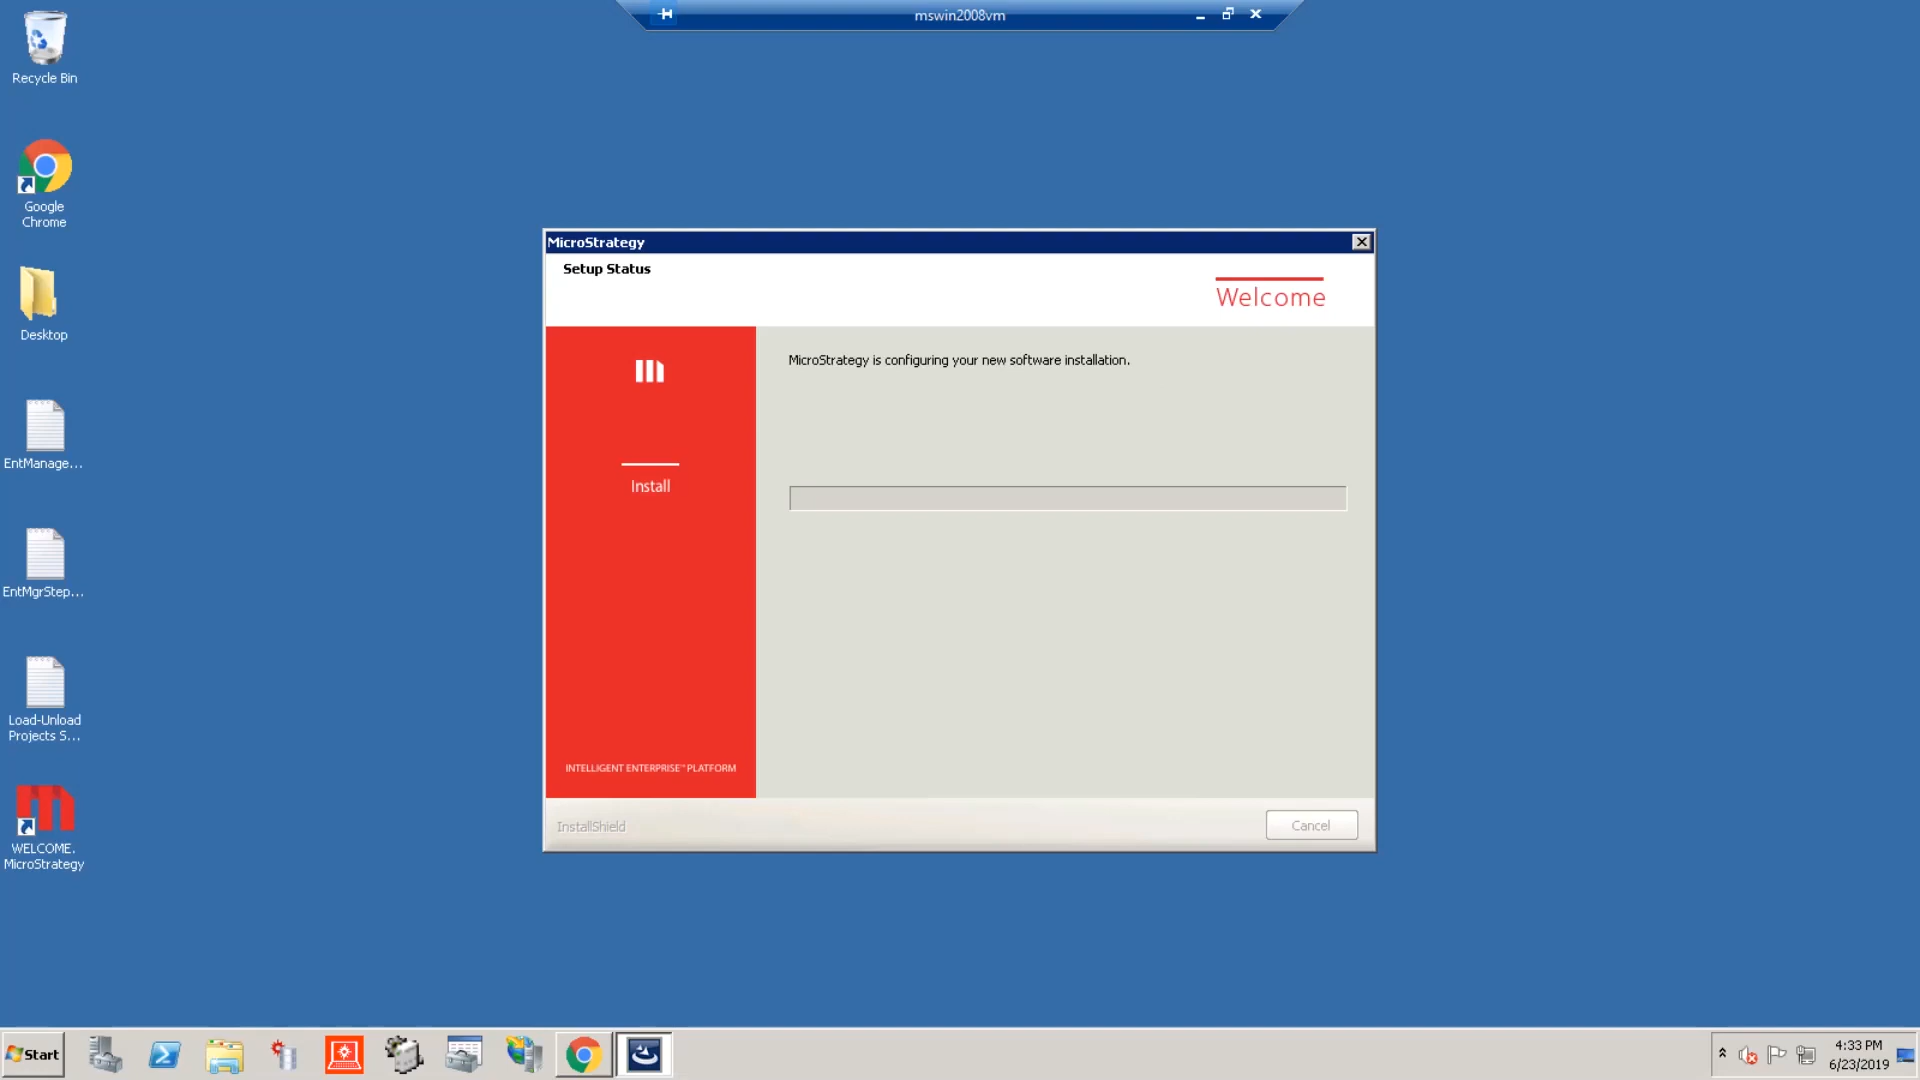 mswin2008vm
Recycle Bin
Google
Chrome
Desktop
EntManage...
EntMgrStep...
Load-Unload
Projects S...
WELCOME.
MicroStrategy
MicroStrategy
Setup Status
Welcome
MicroStrategy is configuring your new software installation.
Install
INTELLIGENT ENTERPRISE™ PLATFORM
InstallShield
Cancel
Start
4:33 PM
6/23/2019